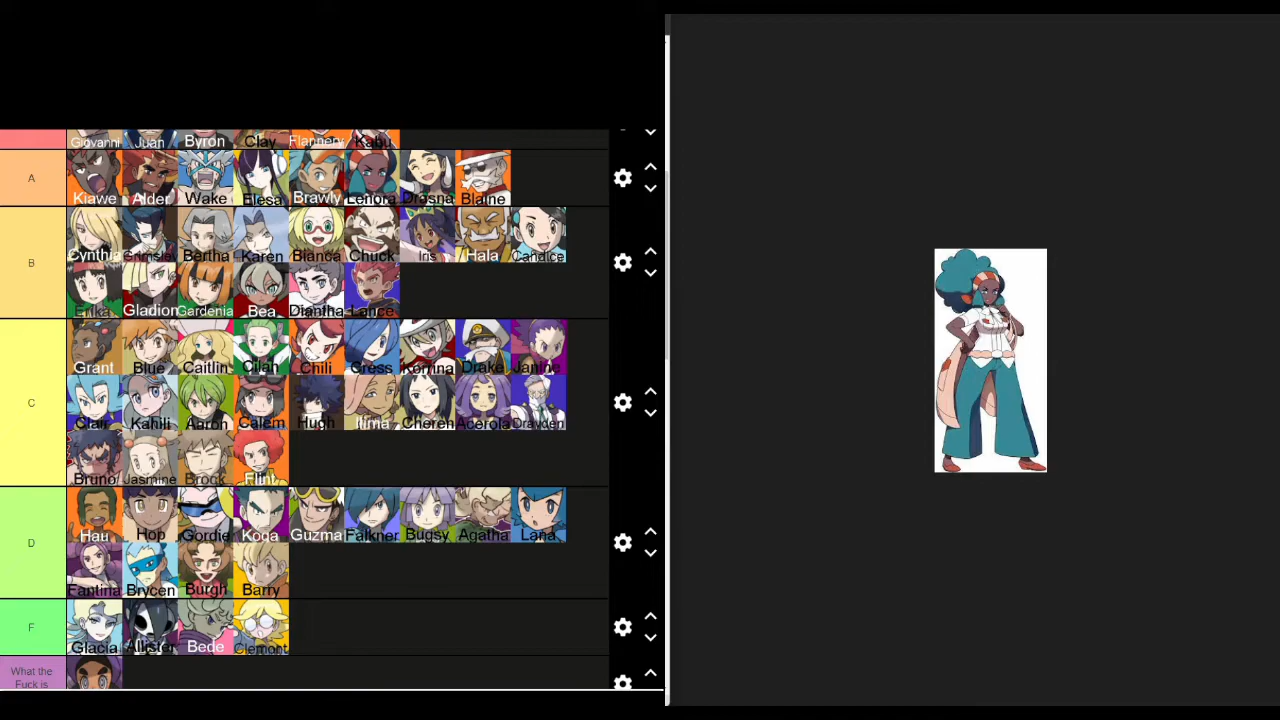 Giovanni Juan Byron Clay Flannery Kabu
A
Kiawe Alder Wake Elesa Brawly Lenora Drasna Blaine
B
Cynthia Grimsley Bertha Karen Bianca Chuck Iris Hala Candice
Erika Gladion Gardenia Bea Diantha Lance
C
Grant Blue Caitlin Cilan Chili Cress Korrina Drake Janine
Clair Kahili Aaron Calem Hugh Ilima Cheren Acerola Drayden
Bruno Jasmine Brock Flint
D
Hau Hop Gordie Koga Guzma Falkner Bugsy Agatha Lana
Fantina Brycen Burgh Barry
F
Glacia Allister Bede Clemont
What the
Fuck is